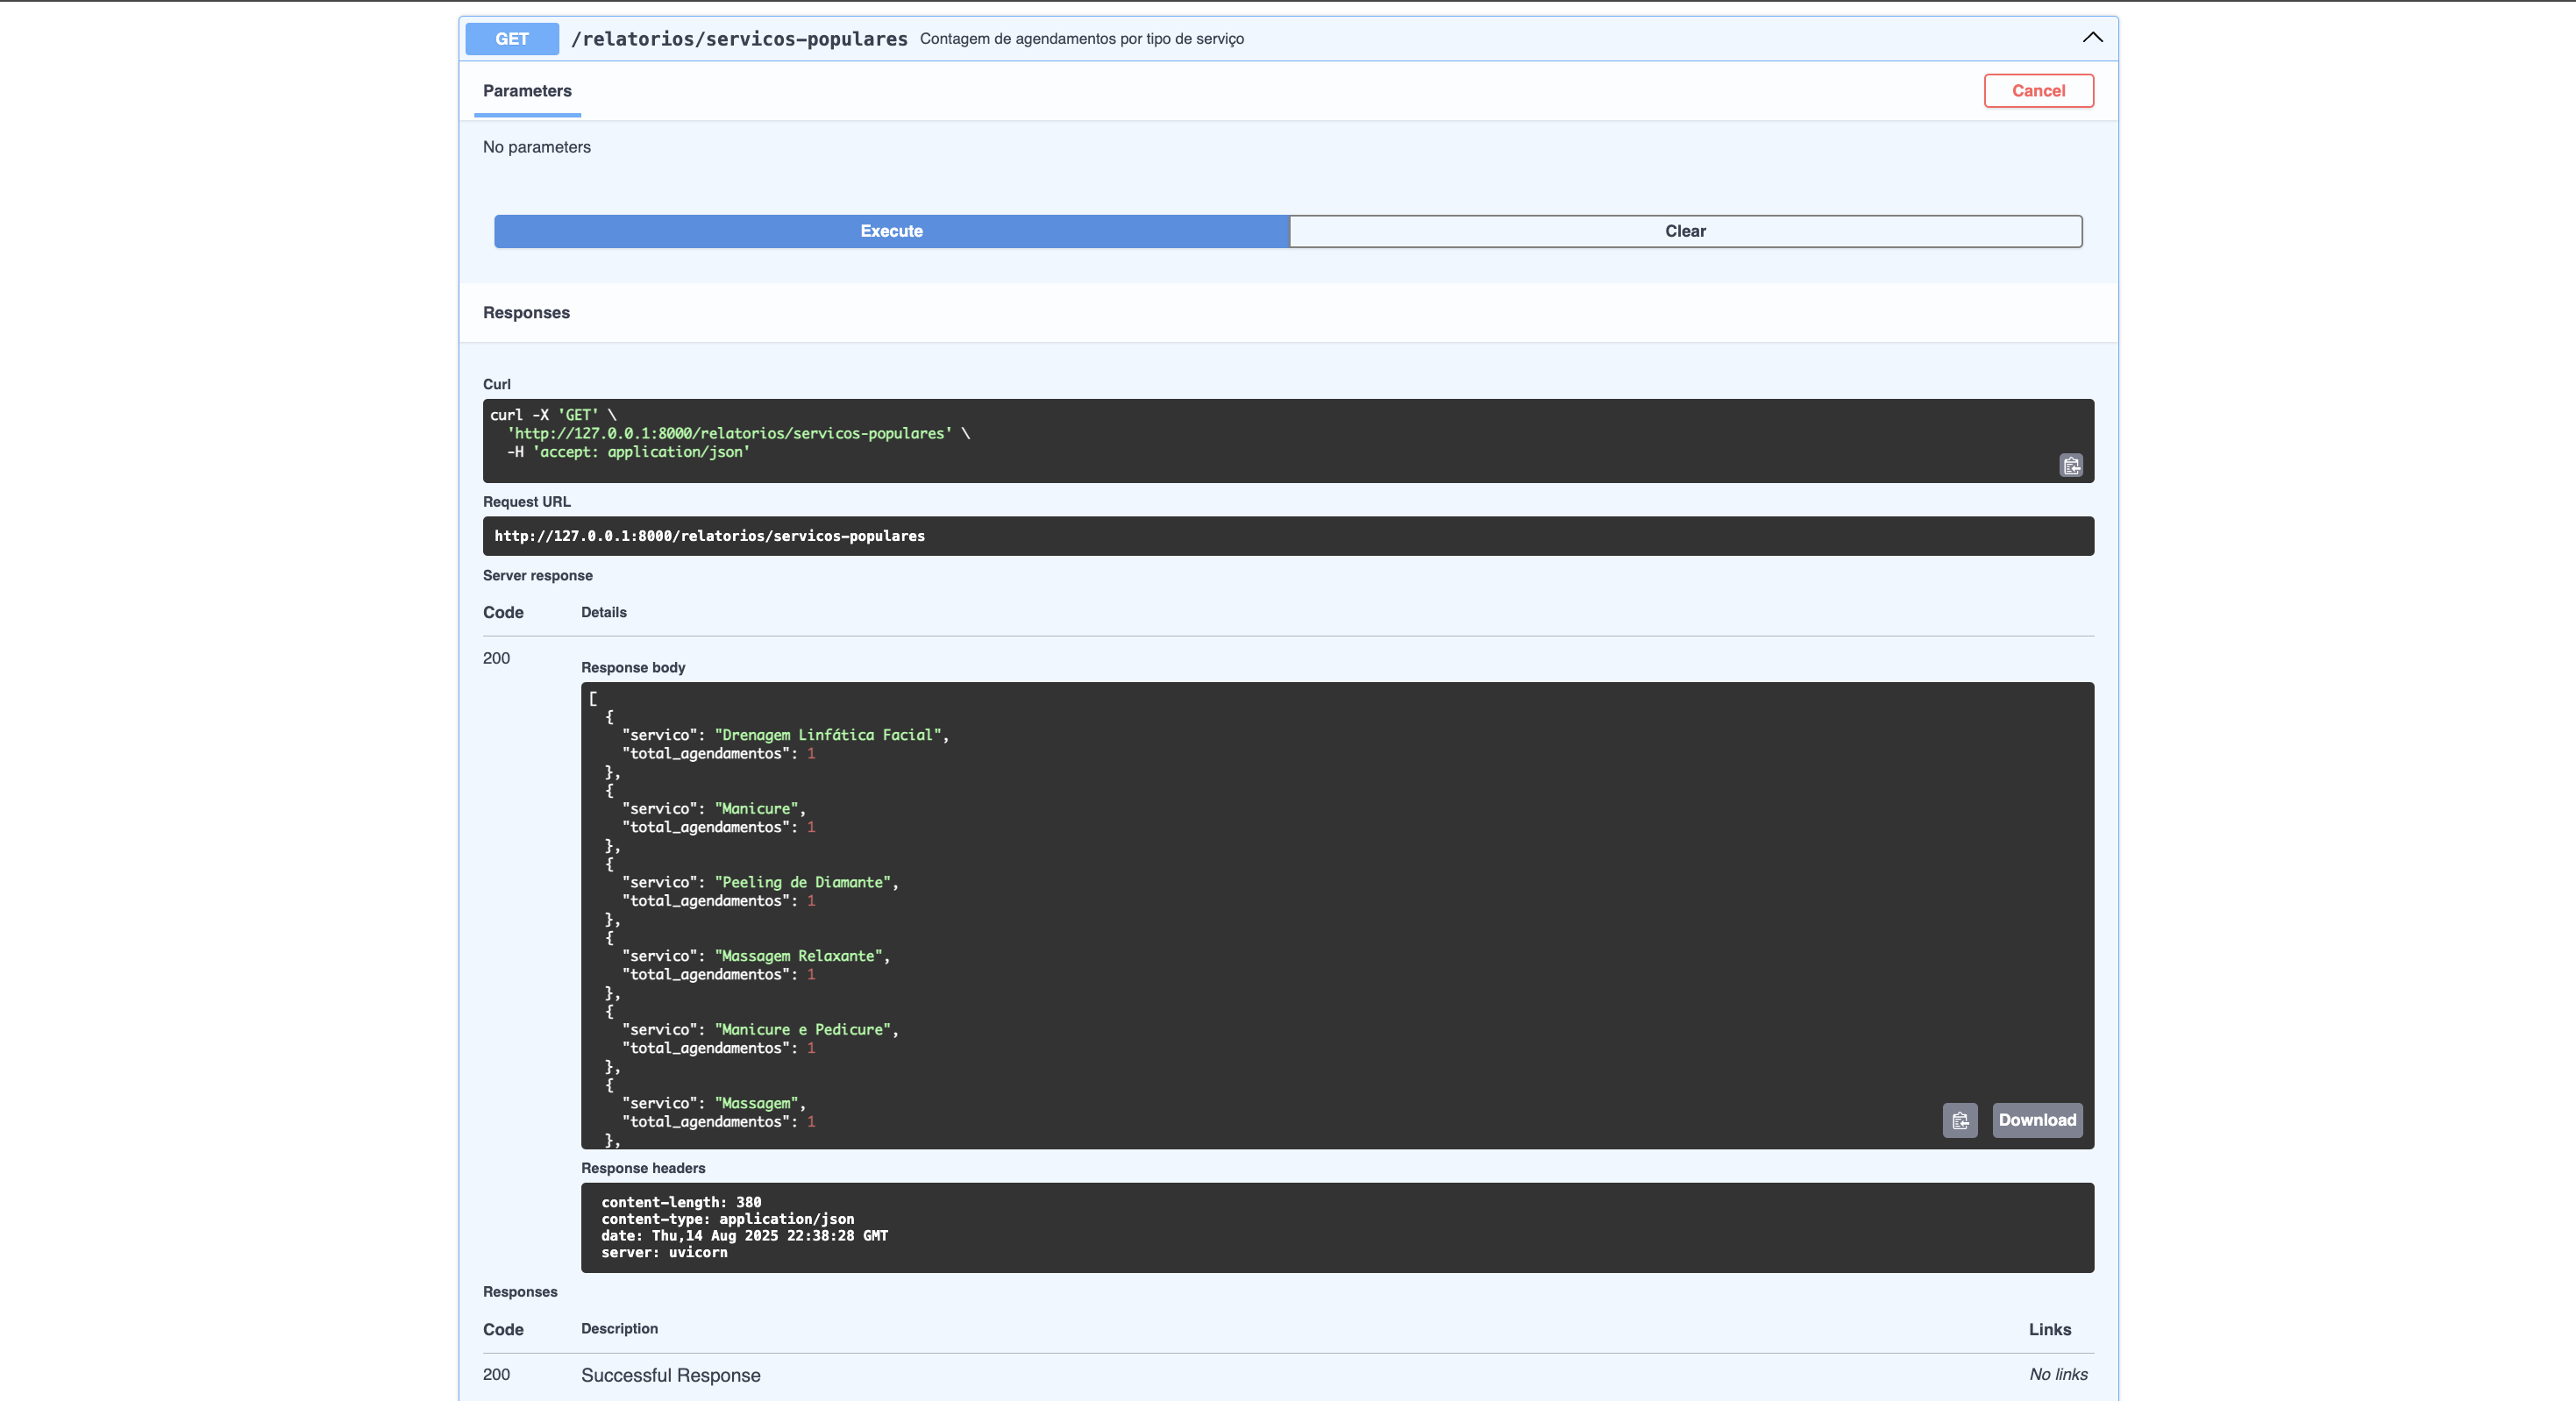 GET /relatorios/servicos-populares Contagem de agendamentos por tipo de serviço
Parameters Cancel
No parameters
Execute Clear
Responses
Curl
curl -X 'GET' \
'http://127.0.0.1:8000/relatorios/servicos-populares' \
-H 'accept: application/json'
Request URL
http://127.0.0.1:8000/relatorios/servicos-populares
Server response
Code Details
200
Response body
[
{
"servico": "Drenagem Linfática Facial",
"total_agendamentos": 1
},
{
"servico": "Manicure",
"total_agendamentos": 1
},
{
"servico": "Peeling de Diamante",
"total_agendamentos": 1
},
{
"servico": "Massagem Relaxante",
"total_agendamentos": 1
},
{
"servico": "Manicure e Pedicure",
"total_agendamentos": 1
},
{
"servico": "Massagem",
"total_agendamentos": 1
},
Download
Response headers
content-length: 380
content-type: application/json
date: Thu,14 Aug 2025 22:38:28 GMT
server: uvicorn
Responses
Code Description Links
200 Successful Response No links